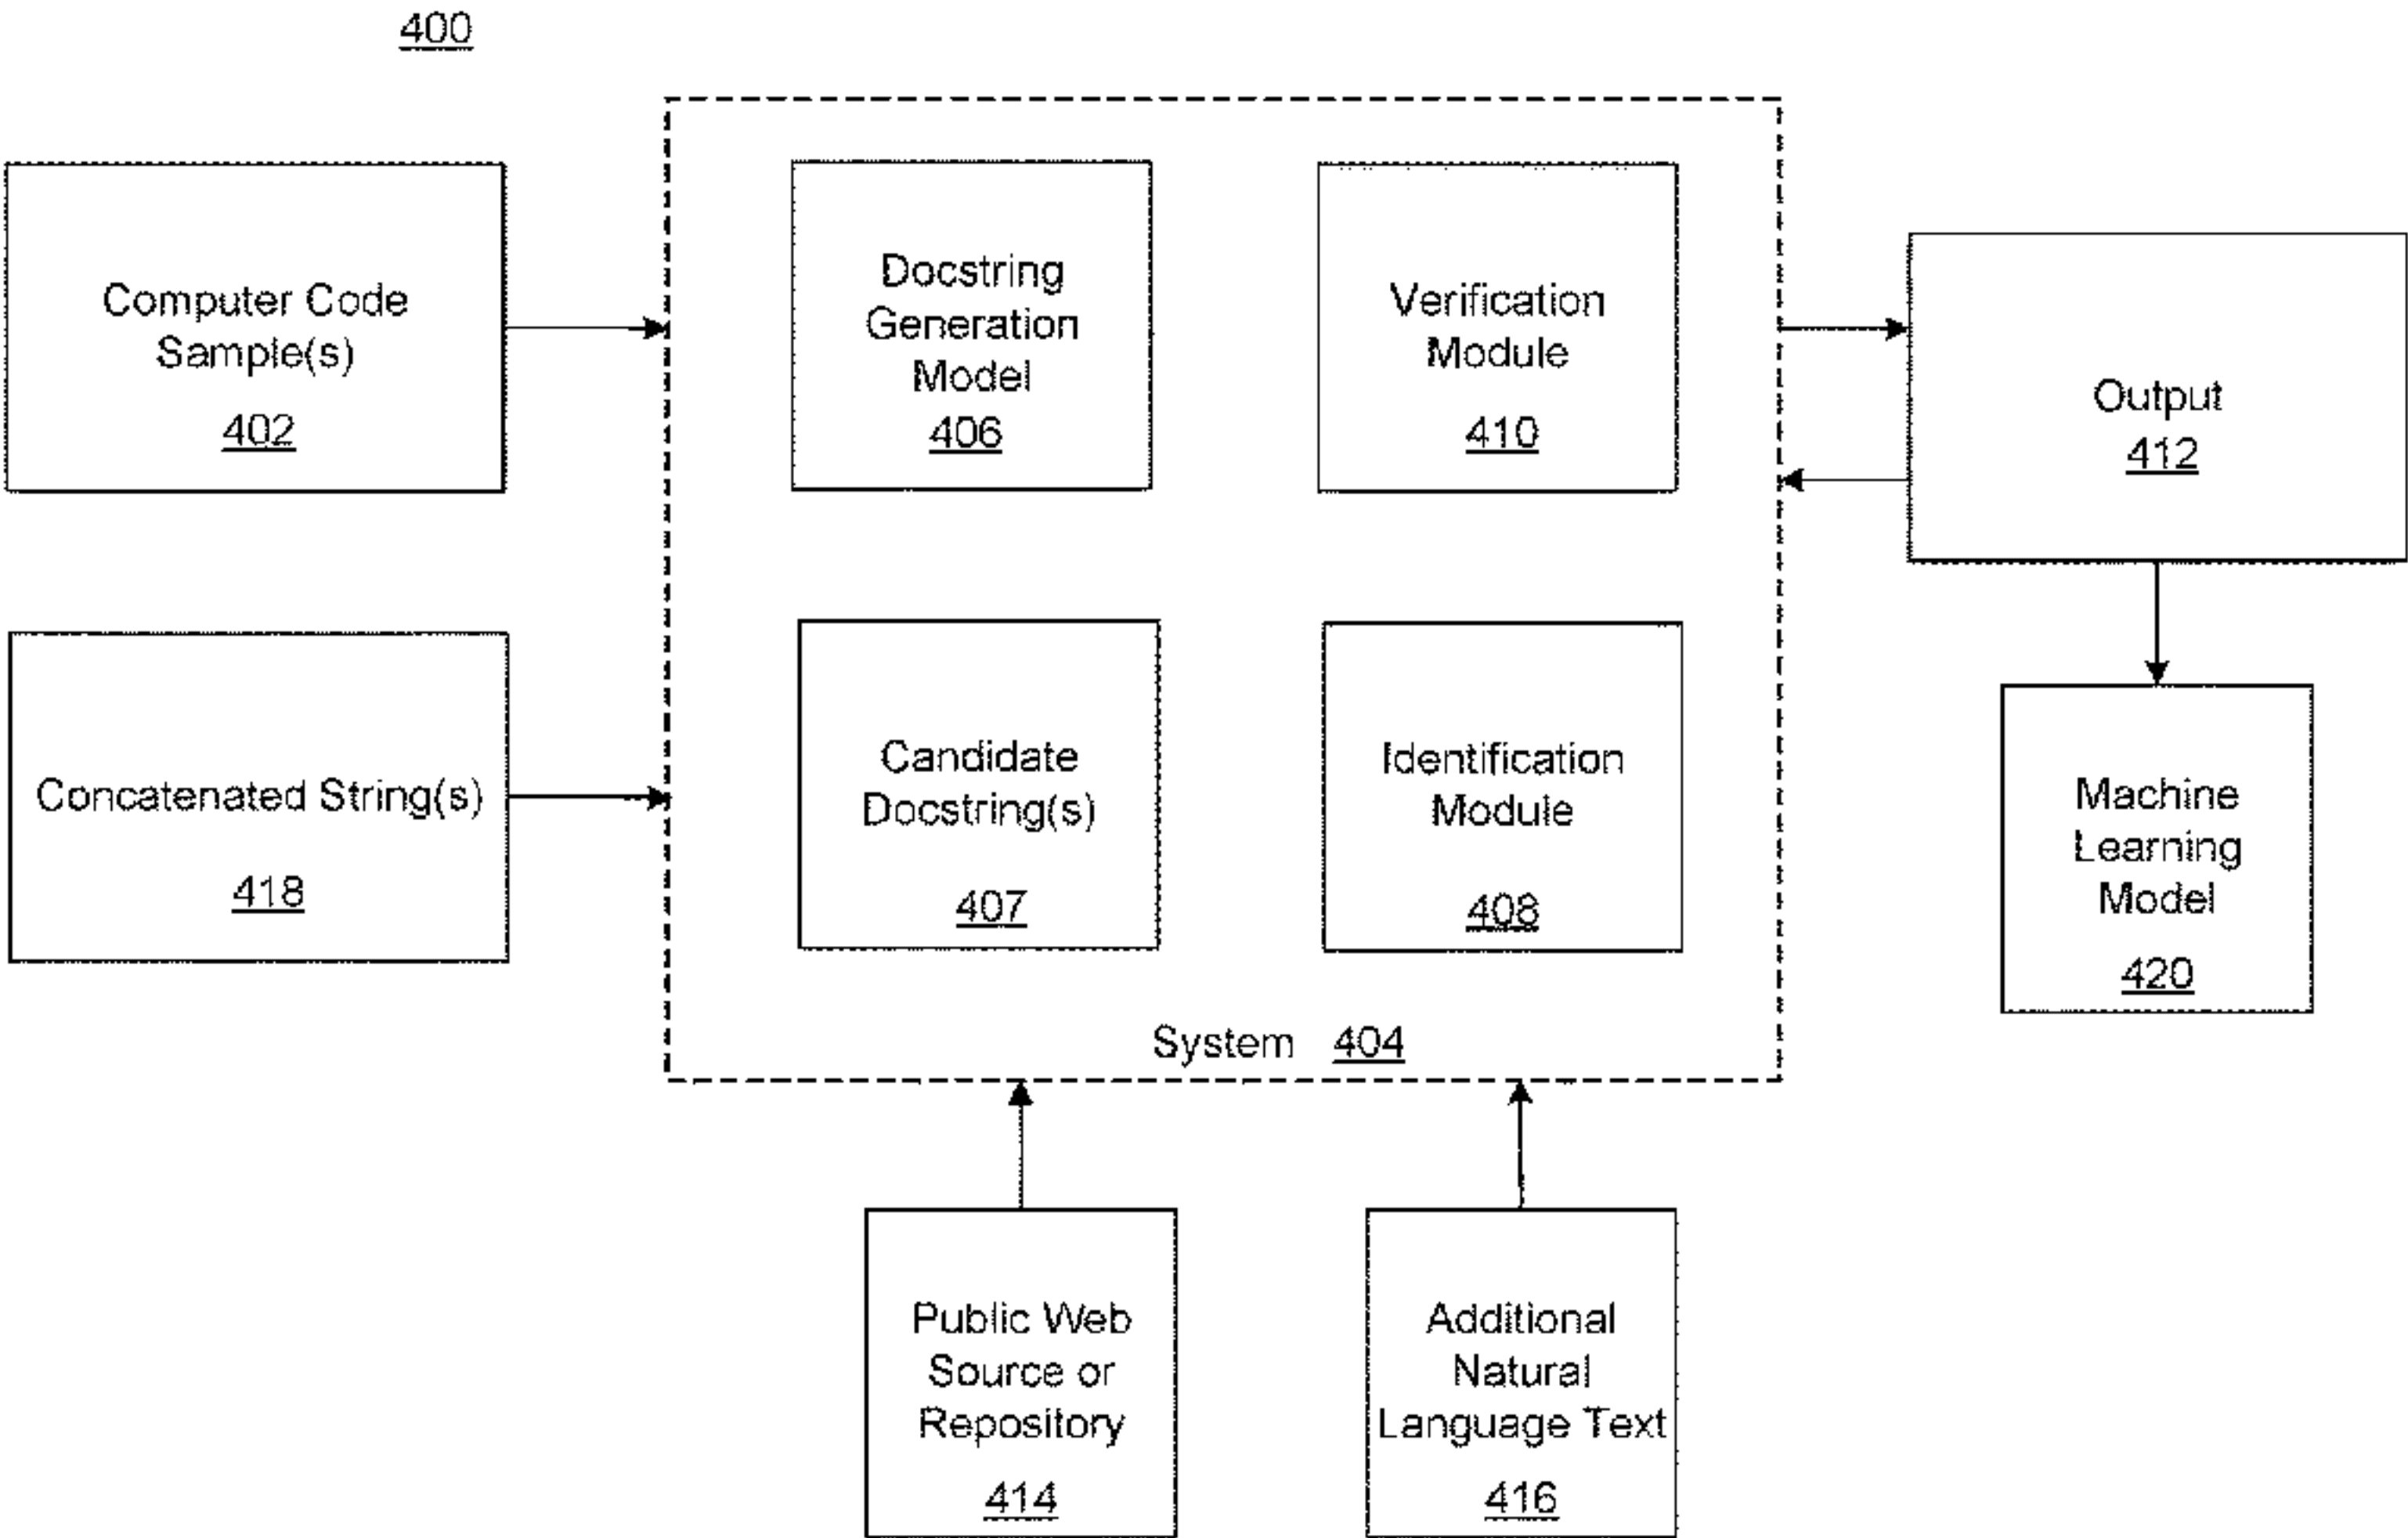 400
Computer Code
Sample(s)
402
Docstring
Generation
Model
406
Verification
Module
410
Output
412
Concatenated String(s)
418
Candidate
Docstring(s)
407
Identification
Module
408
Machine
Learning
Model
420
System 404
Public Web
Source or
Repository
414
Additional
Natural
Language Text
416